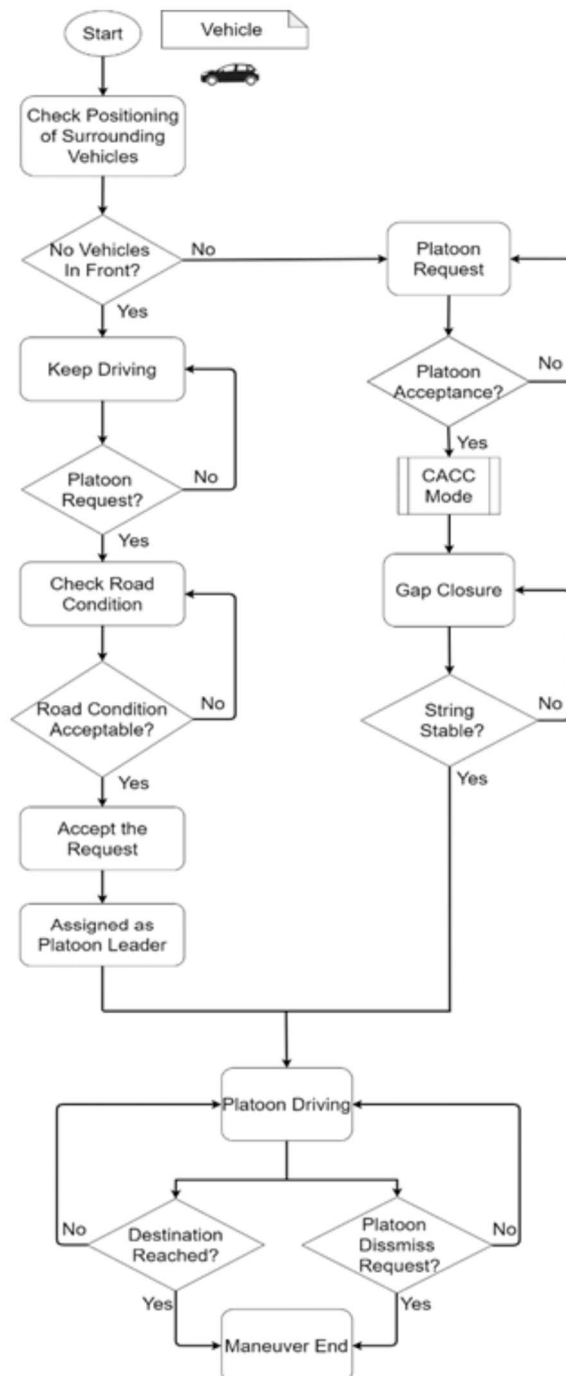 Start
Vehicle
Check Positioning
of Surrounding
Vehicles
No Vehicles
In Front?
No
Yes
Platoon
Request
Keep Driving
Platoon
Acceptance?
No
Yes
Platoon
Request?
No
Yes
CACC
Mode
Check Road
Condition
Gap Closure
Road Condition
Acceptable?
No
Yes
String
Stable?
No
Yes
Accept the
Request
Assigned as
Platoon Leader
Platoon Driving
Destination
Reached?
No
Yes
Platoon
Dissmiss
Request?
No
Yes
Maneuver End